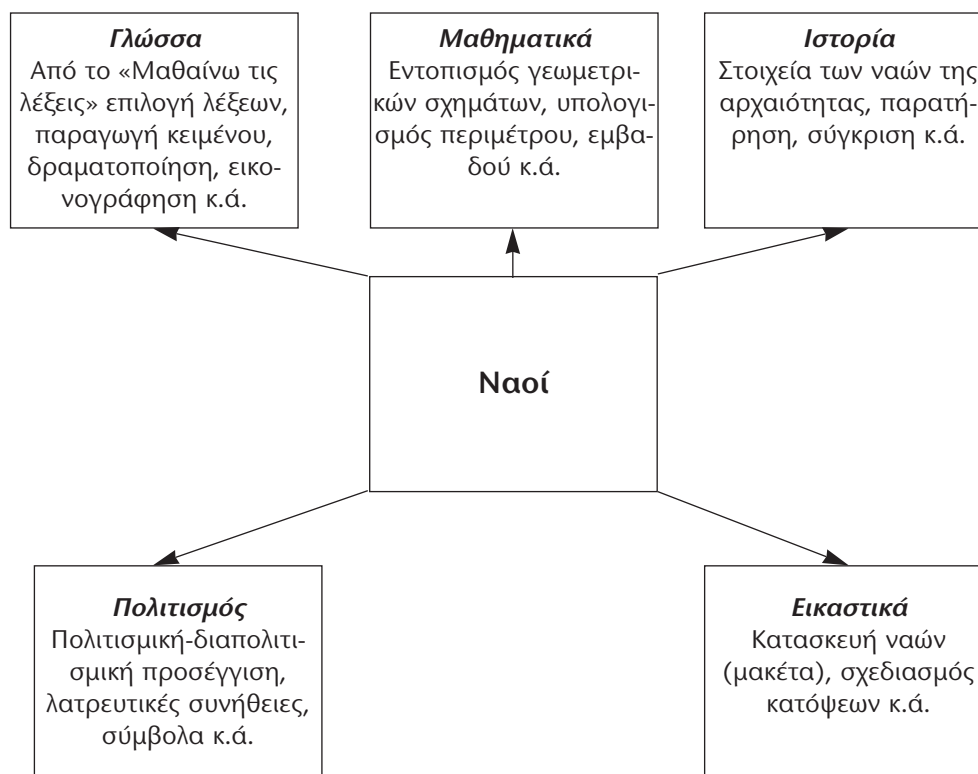 Γλώσσα
Από το «Μαθαίνω τις
λέξεις» επιλογή λέξεων,
παραγωγή κειμένου,
δραματοποίηση, εικο-
νογράφηση κ.ά.
Μαθηματικά
Εντοπισμός γεωμετρι-
κών σχημάτων, υπολογι-
σμός περιμέτρου, εμβα-
δού κ.ά.
Ιστορία
Στοιχεία των ναών της
αρχαιότητας, παρατή-
ρηση, σύγκριση κ.ά.
Ναοί
Πολιτισμός
Πολιτισμική-διαπολιτι-
σμική προσέγγιση,
λατρευτικές συνήθειες,
σύμβολα κ.ά.
Εικαστικά
Κατασκευή ναών
(μακέτα), σχεδιασμός
κατόψεων κ.ά.